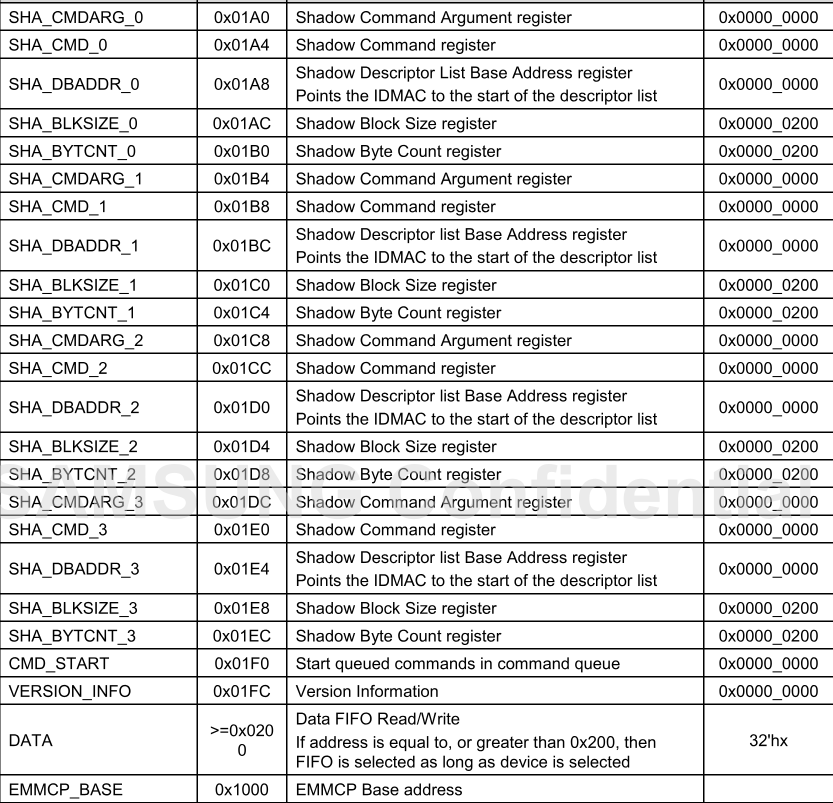 SHA_CMDARG_0 0x01A0 Shadow Command Argument register 0x0000_0000
SHA_CMD_0 0x01A4 Shadow Command register 0x0000_0000
SHA_DBADDR_0 0x01A8 Shadow Descriptor List Base Address register 0x0000_0000
Points the IDMAC to the start of the descriptor list
SHA_BLKSIZE_0 0x01AC Shadow Block Size register 0x0000_0200
SHA_BYTCNT_0 0x01B0 Shadow Byte Count register 0x0000_0200
SHA_CMDARG_1 0x01B4 Shadow Command Argument register 0x0000_0000
SHA_CMD_1 0x01B8 Shadow Command register 0x0000_0000
SHA_DBADDR_1 0x01BC Shadow Descriptor list Base Address register 0x0000_0000
Points the IDMAC to the start of the descriptor list
SHA_BLKSIZE_1 0x01C0 Shadow Block Size register 0x0000_0200
SHA_BYTCNT_1 0x01C4 Shadow Byte Count register 0x0000_0200
SHA_CMDARG_2 0x01C8 Shadow Command Argument register 0x0000_0000
SHA_CMD_2 0x01CC Shadow Command register 0x0000_0000
SHA_DBADDR_2 0x01D0 Shadow Descriptor list Base Address register 0x0000_0000
Points the IDMAC to the start of the descriptor list
SHA_BLKSIZE_2 0x01D4 Shadow Block Size register 0x0000_0200
SHA_BYTCNT_2 0x01D8 Shadow Byte Count register 0x0000_0200
SAMSUNG Confidential
SHA_CMDARG_3 0x01DC Shadow Command Argument register 0x0000_0000
SHA_CMD_3 0x01E0 Shadow Command register 0x0000_0000
SHA_DBADDR_3 0x01E4 Shadow Descriptor list Base Address register 0x0000_0000
Points the IDMAC to the start of the descriptor list
SHA_BLKSIZE_3 0x01E8 Shadow Block Size register 0x0000_0200
SHA_BYTCNT_3 0x01EC Shadow Byte Count register 0x0000_0200
CMD_START 0x01F0 Start queued commands in command queue 0x0000_0000
VERSION_INFO 0x01FC Version Information 0x0000_0000
DATA >=0x020
0 Data FIFO Read/Write 32'hx
If address is equal to, or greater than 0x200, then
FIFO is selected as long as device is selected
EMMCP_BASE 0x1000 EMMCP Base address